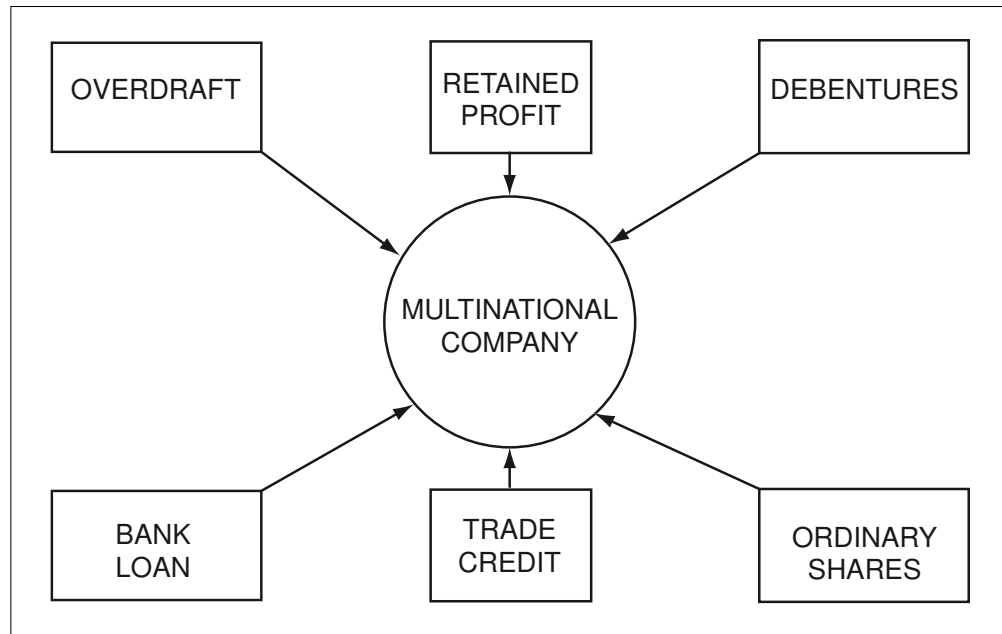 OVERDRAFT
RETAINED
PROFIT
DEBENTURES
MULTINATIONAL
COMPANY
BANK
LOAN
TRADE
CREDIT
ORDINARY
SHARES